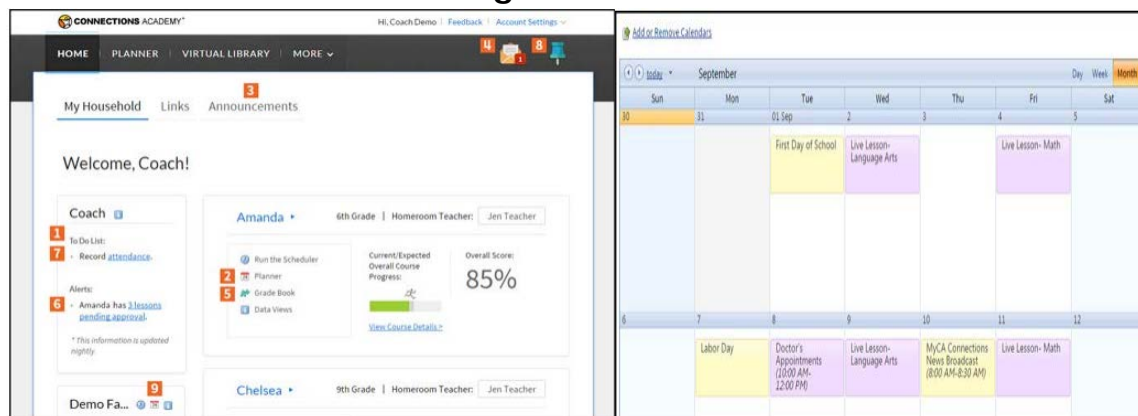 CONNECTIONS ACADEMY
Hi, Coach Demo | Feedback | Account Settings
4
8
1
HOME PLANNER VIRTUAL LIBRARY MORE
3
My Household Links Announcements
Welcome, Coach!
Coach
1
To Do List:
7
· Record attendance.
Alerts:
6
· Amanda has 3 lessons
pending approval.
* This information is updated
nightly
9
Demo Fa...
Amanda
6th Grade | Homeroom Teacher: Jen Teacher
Run the Scheduler
2
Planner
5
Grade Book
Data Views
Current/Expected
Overall Course
Progress:
View Course Details >
Overall Score:
85%
Chelsea
9th Grade | Homeroom Teacher: Jen Teacher
Add or Remove Calendars
today September Day Week Month
Sun Mon Tue Wed Thu Fri Sat
30 31 01 Sep 2 3 4 5
First Day of School
Live Lesson-
Language Arts
Live Lesson- Math
6 7 8 9 10 11 12
Labor Day
Doctor's
Appointments
(10:00 AM-
12:00 PM)
Live Lesson-
Language Arts
MyCA Connections
News Broadcast
(8:00 AM-8:30 AM)
Live Lesson- Math